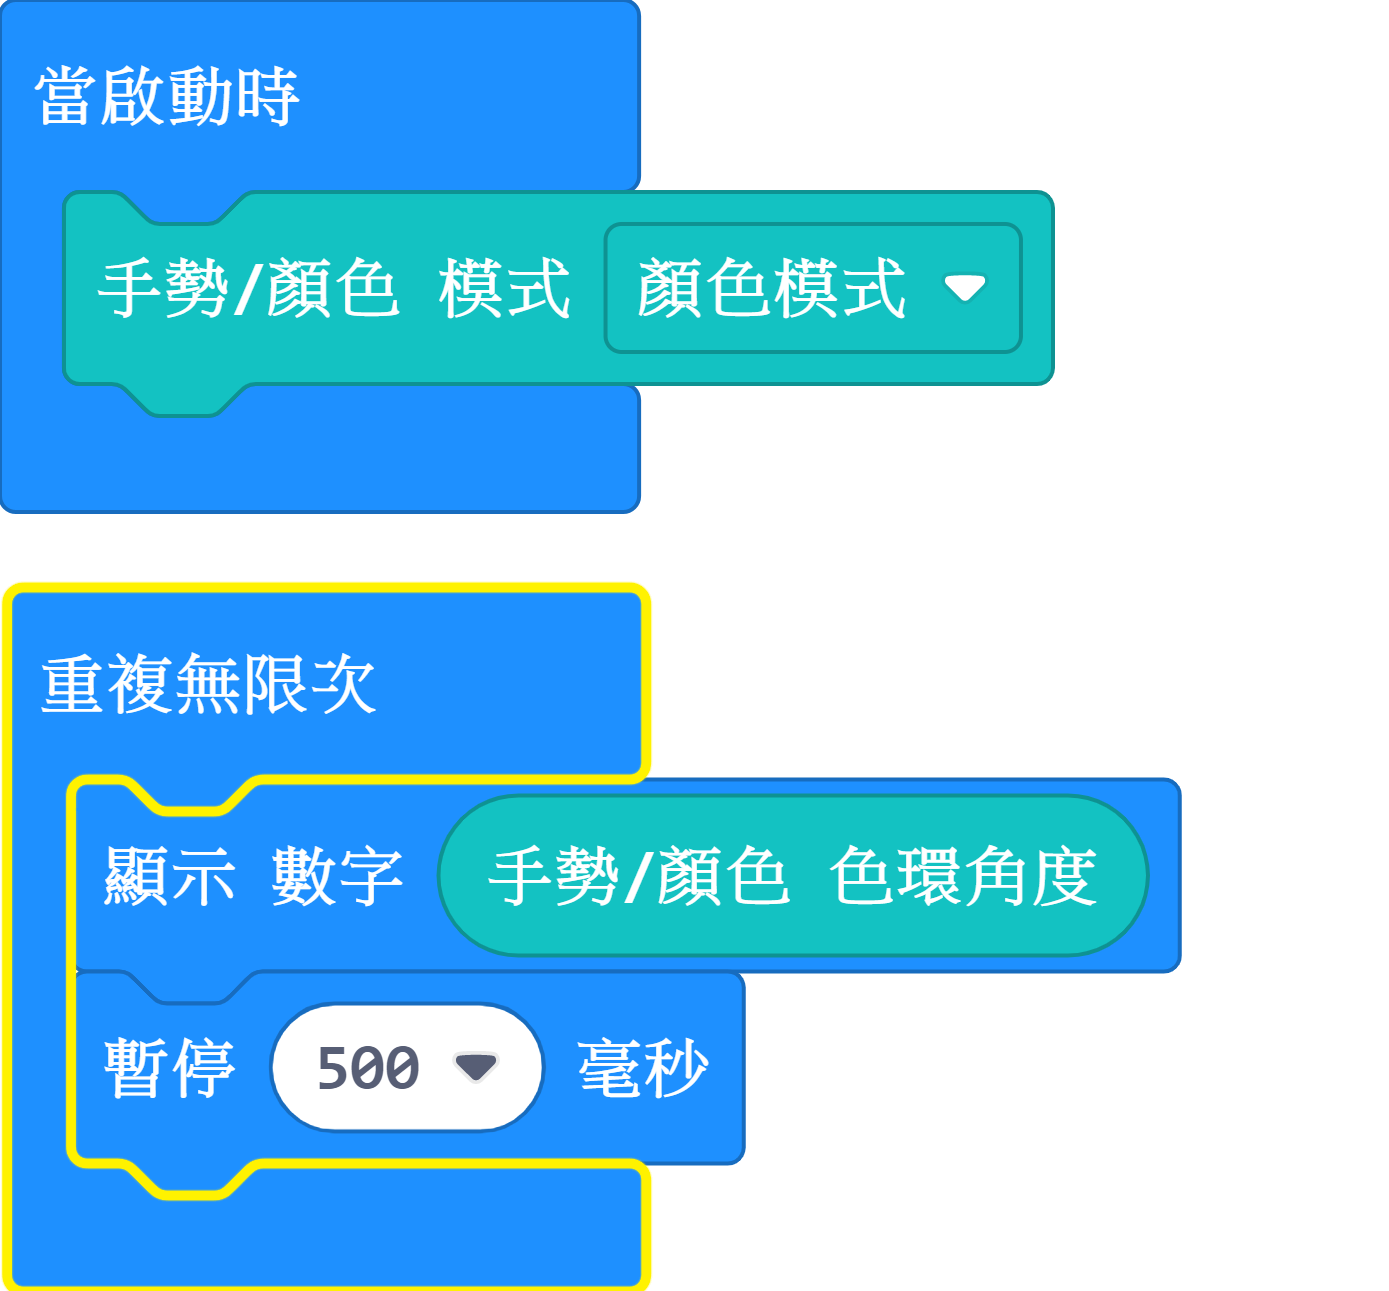 當啟動時
手勢/顏色 模式 顏色模式
重複無限次
顯示 數字 手勢/顏色 色環角度
暫停 500 毫秒